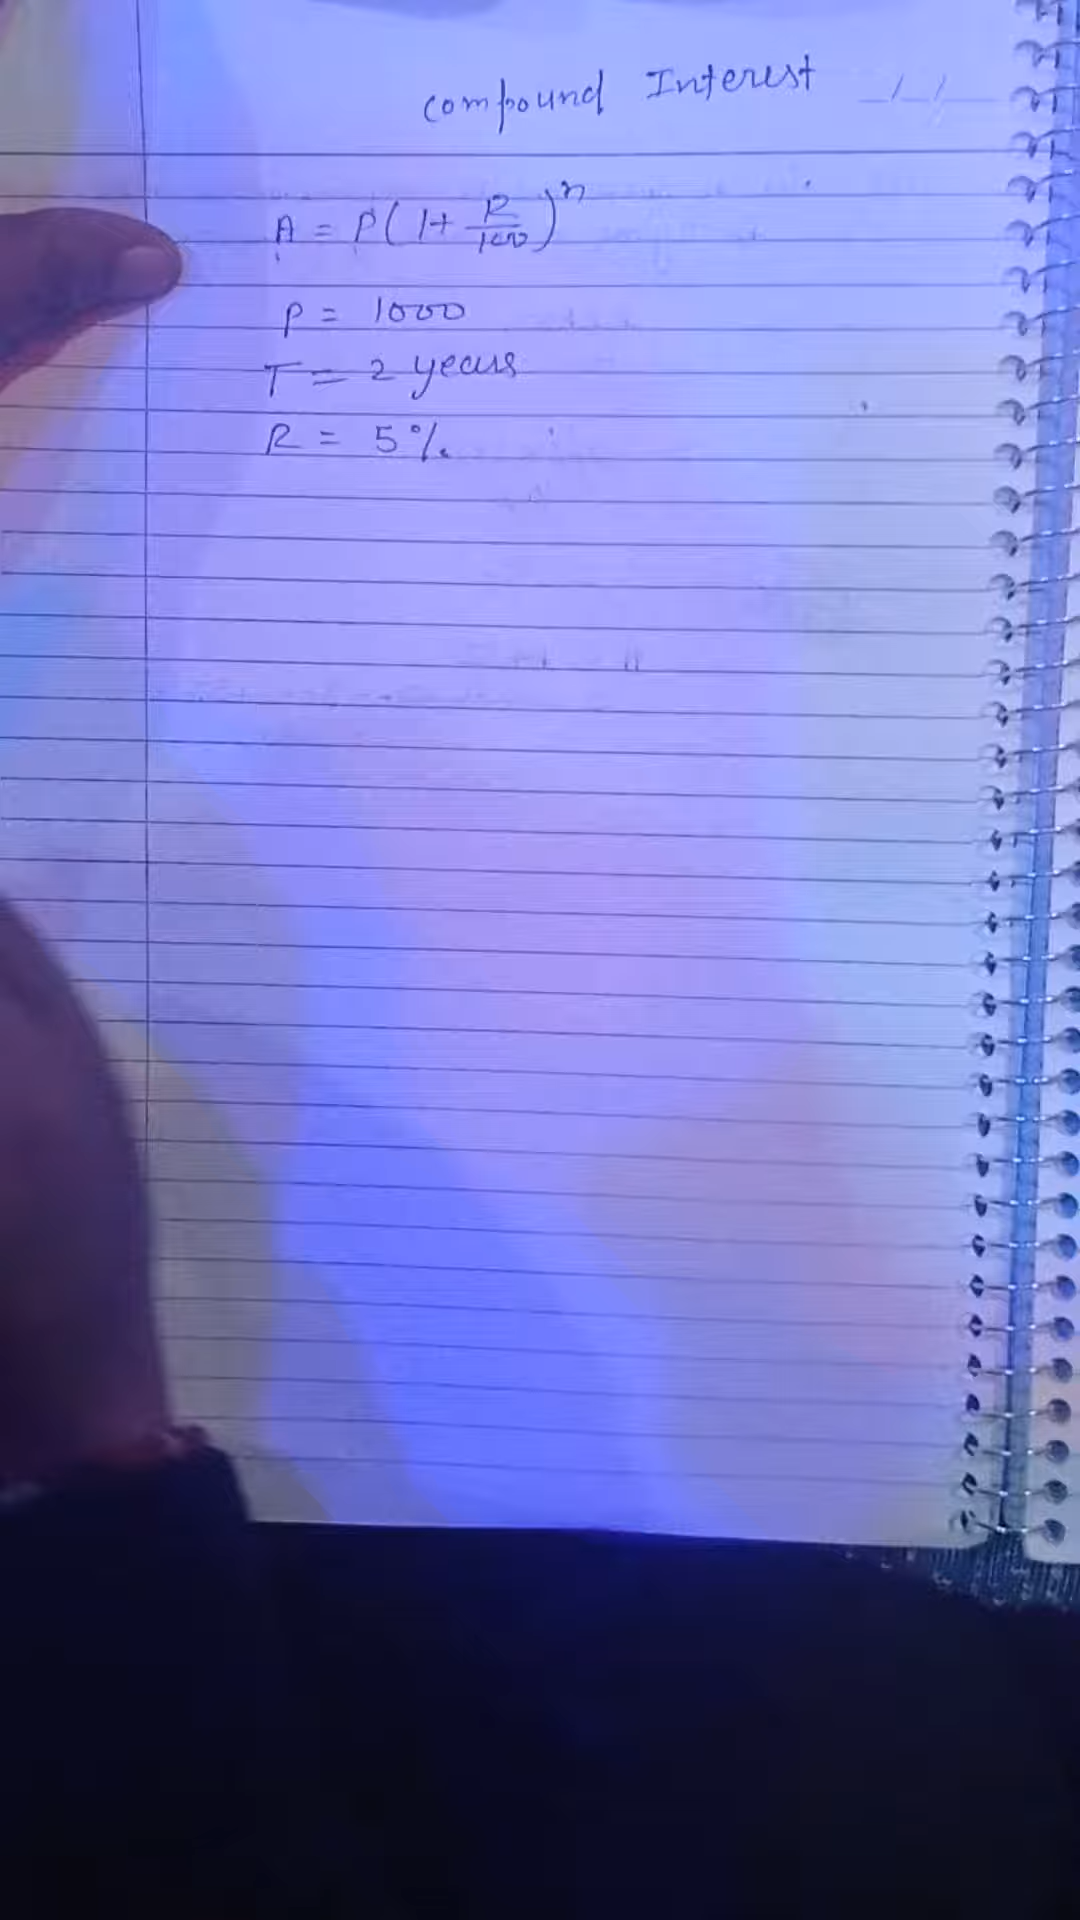 Compound Interest
A = P(1+ R/100)^n
P = 1000
T = 2 years
R = 5%.